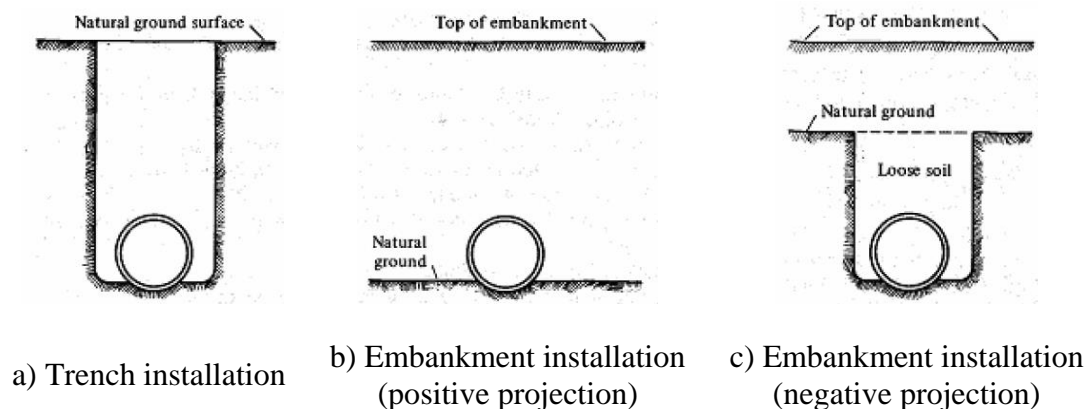 Natural ground surface
Top of embankment
Natural
ground
Top of embankment
Natural ground
Loose soil
a) Trench installation
b) Embankment installation
(positive projection)
c) Embankment installation
(negative projection)